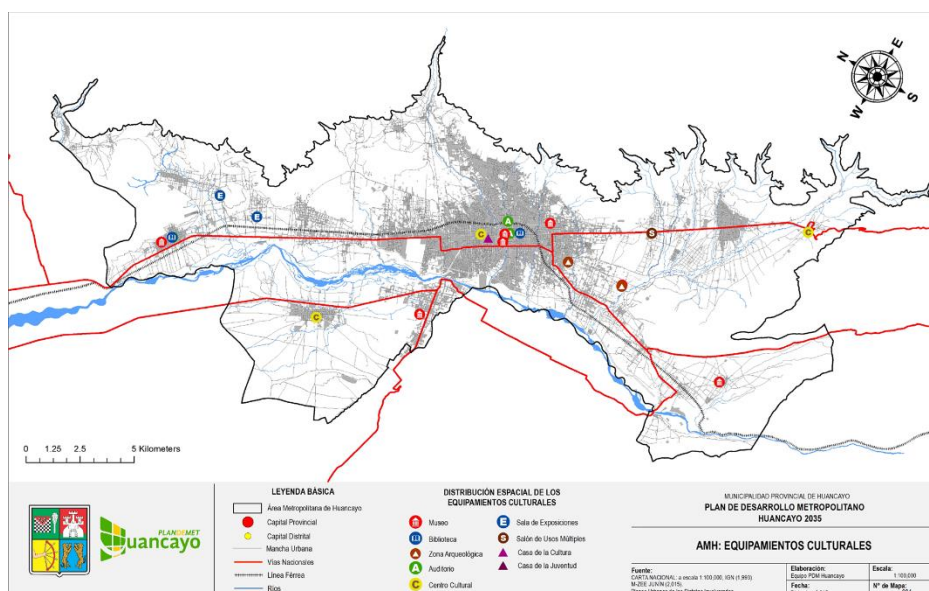 N
E
W
S
0 1.25 2.5 5 Kilometers
PLANDEMET
Huancayo
LEYENDA BÁSICA
Área Metropolitana de Huancayo
Capital Provincial
Capital Distrital
Mancha Urbana
Vías Nacionales
Línea Férrea
Ríos
DISTRIBUCIÓN ESPACIAL DE LOS
EQUIPAMIENTOS CULTURALES
Museo
Biblioteca
Zona Arqueológica
A Auditorio
C Centro Cultural
E Sala de Exposiciones
S Salón de Usos Múltiples
Casa de la Cultura
Casa de la Juventud
MUNICIPALIDAD PROVINCIAL DE HUANCAYO
PLAN DE DESARROLLO METROPOLITANO
HUANCAYO 2035
AMH: EQUIPAMIENTOS CULTURALES
Fuente:
CARTA NACIONAL: a escala 1:100,000, IGN (1,993)
M-ZEE JUNÍN (2,015)
Elaboración:
Equipo PDM Huancayo
Escala:
1:100,000
Fecha:
N° de Mapa: